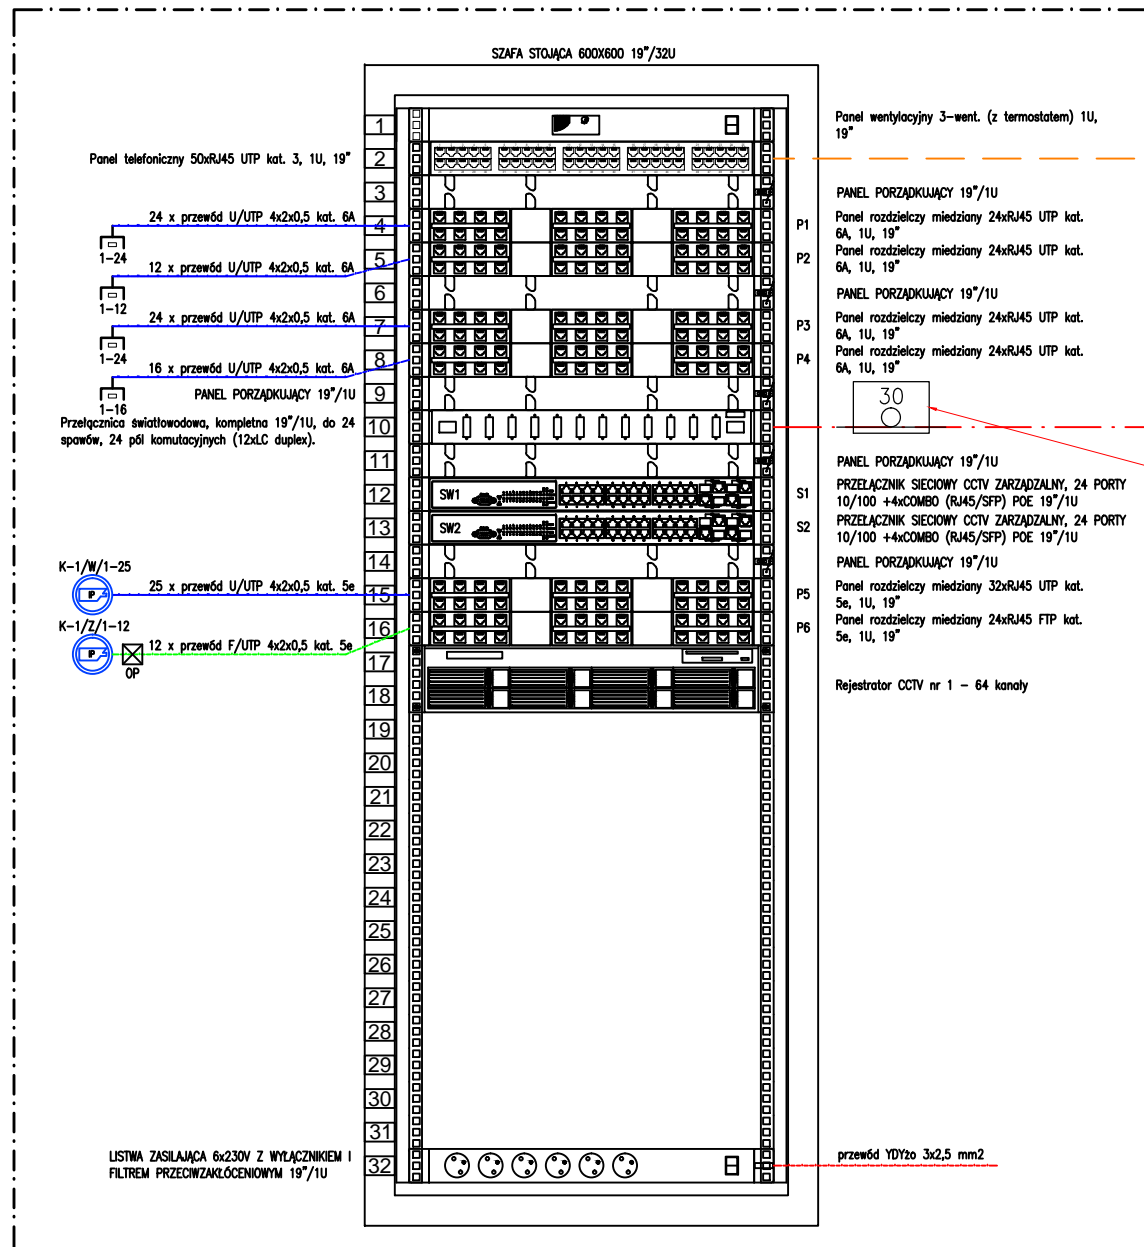 SZAFA STOJĄCA 600X600 19"/32U
1
Panel wentylacyjny 3-went. (z termostatem) 1U,
19"
Panel telefoniczny 50xRJ45 UTP kat. 3, 1U, 19"
2
3
PANEL PORZĄDKUJĄCY 19"/1U
24 x przewód U/UTP 4x2x0,5 kat. 6A
1-24
4
P1
Panel rozdzielczy miedziany 24xRJ45 UTP kat.
6A, 1U, 19"
12 x przewód U/UTP 4x2x0,5 kat. 6A
1-12
5
P2
Panel rozdzielczy miedziany 24xRJ45 UTP kat.
6A, 1U, 19"
6
PANEL PORZĄDKUJĄCY 19"/1U
24 x przewód U/UTP 4x2x0,5 kat. 6A
1-24
7
P3
Panel rozdzielczy miedziany 24xRJ45 UTP kat.
6A, 1U, 19"
16 x przewód U/UTP 4x2x0,5 kat. 6A
1-16
8
P4
Panel rozdzielczy miedziany 24xRJ45 UTP kat.
6A, 1U, 19"
PANEL PORZĄDKUJĄCY 19"/1U
9
30
Przełącznica światłowodowa, kompletna 19"/1U, do 24
spawów, 24 pól komutacyjnych (12xLC duplex).
10
11
PANEL PORZĄDKUJĄCY 19"/1U
12
SW1
S1
PRZEŁĄCZNIK SIECIOWY CCTV ZARZĄDZALNY, 24 PORTY
10/100 +4xCOMBO (RJ45/SFP) POE 19"/1U
13
SW2
S2
PRZEŁĄCZNIK SIECIOWY CCTV ZARZĄDZALNY, 24 PORTY
10/100 +4xCOMBO (RJ45/SFP) POE 19"/1U
14
PANEL PORZĄDKUJĄCY 19"/1U
K-1/W/1-25
IP
25 x przewód U/UTP 4x2x0,5 kat. 5e
15
P5
Panel rozdzielczy miedziany 32xRJ45 UTP kat.
5e, 1U, 19"
K-1/Z/1-12
IP
OP
12 x przewód F/UTP 4x2x0,5 kat. 5e
16
P6
Panel rozdzielczy miedziany 24xRJ45 FTP kat.
5e, 1U, 19"
17
18
Rejestrator CCTV nr 1 - 64 kanały
19
20
21
22
23
24
25
26
27
28
29
30
31
LISTWA ZASILAJĄCA 6x230V Z WYŁĄCZNIKIEM I
FILTREM PRZECIWZAKŁÓCENIOWYM 19"/1U
32
przewód YDYżo 3x2,5 mm2